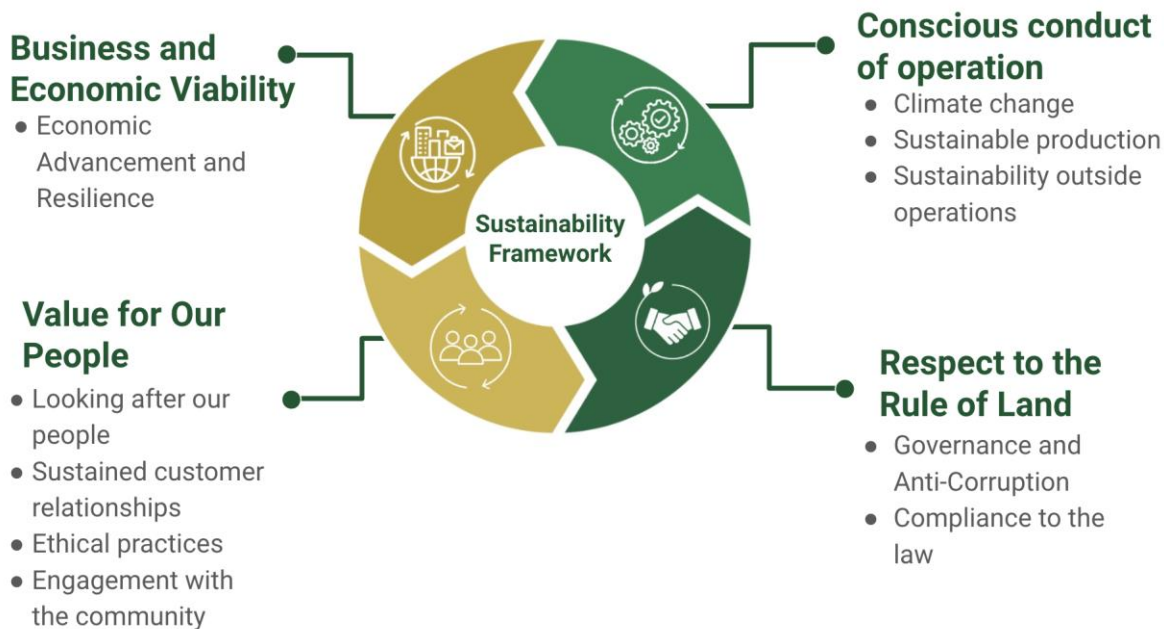 Business and
Economic Viability
● Economic
Advancement and
Resilience
Conscious conduct
of operation
● Climate change
● Sustainable production
● Sustainability outside
operations
Sustainability
Framework
Value for Our
People
● Looking after our
people
● Sustained customer
relationships
● Ethical practices
● Engagement with
the community
Respect to the
Rule of Land
● Governance and
Anti-Corruption
● Compliance to the
law